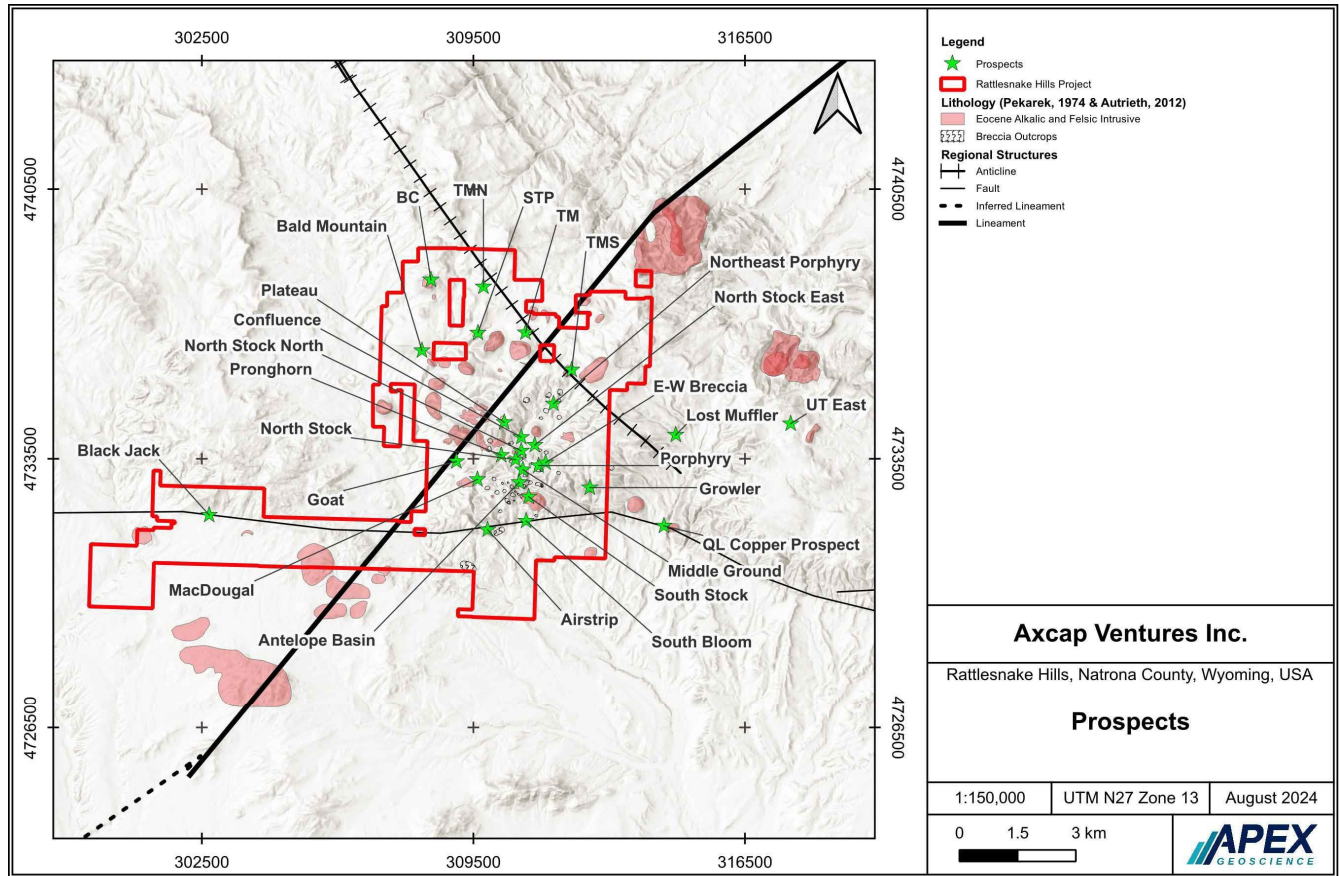 302500
309500
316500
4740500
4740500
BC
TMN
STP
Bald Mountain
TM
TMS
Northeast Porphyry
Plateau
North Stock East
Confluence
North Stock North
Pronghorn
E-W Breccia
UT East
Lost Muffler
North Stock
Black Jack
4733500
4733500
Porphyry
Goat
Growler
QL Copper Prospect
Middle Ground
MacDougal
South Stock
Airstrip
Antelope Basin
South Bloom
4726500
4726500
302500
309500
316500
Legend
Prospects
Rattlesnake Hills Project
Lithology (Pekarek, 1974 & Autrieth, 2012)
Eocene Alkalic and Felsic Intrusive
Breccia Outcrops
Regional Structures
Anticline
Fault
Inferred Lineament
Lineament
Axcap Ventures Inc.
Rattlesnake Hills, Natrona County, Wyoming, USA
Prospects
1:150,000
UTM N27 Zone 13
August 2024
0 1.5 3 km
APEX
GEOSCIENCE